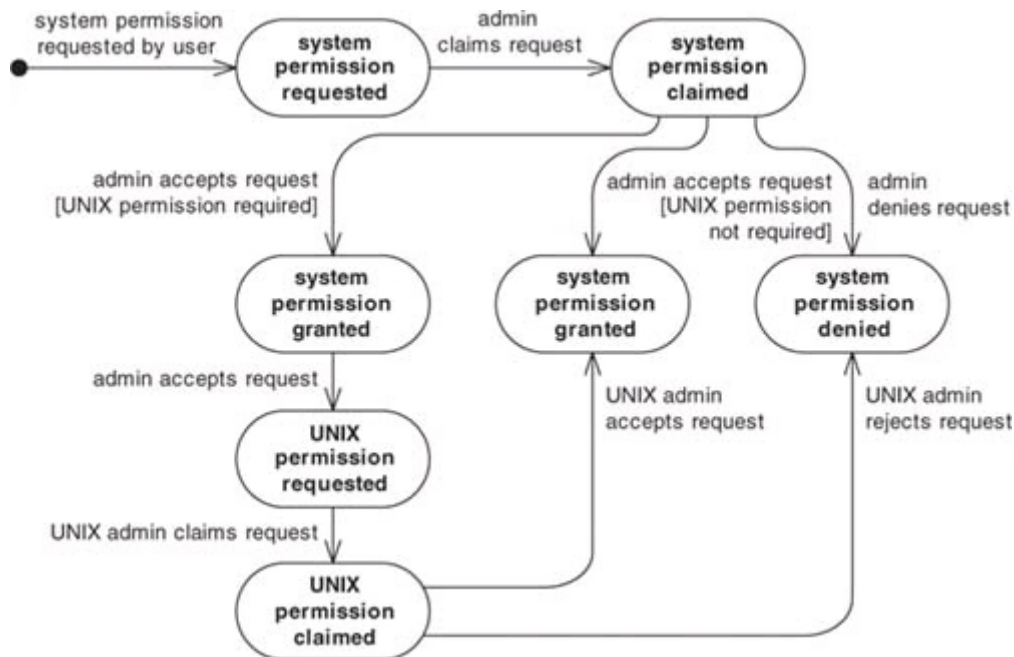 system permission
requested by user
system
permission
requested
admin
claims request
system
permission
claimed
admin accepts request
[UNIX permission required]
admin accepts request
[UNIX permission
not required]
admin
denies request
system
permission
granted
system
permission
granted
system
permission
denied
admin accepts request
UNIX
permission
requested
UNIX admin
accepts request
UNIX admin
rejects request
UNIX admin claims request
UNIX
permission
claimed